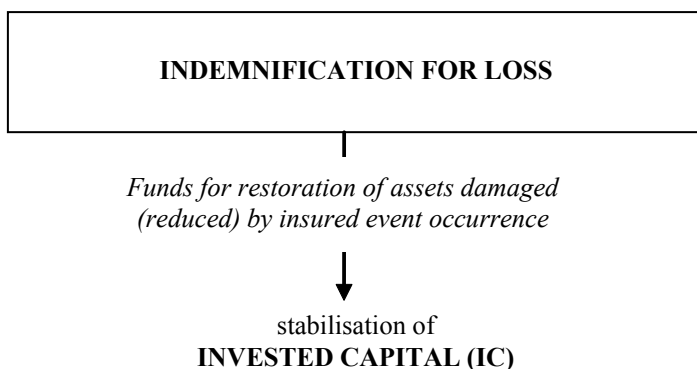 INDEMNIFICATION FOR LOSS
Funds for restoration of assets damaged
(reduced) by insured event occurrence
stabilisation of
INVESTED CAPITAL (IC)